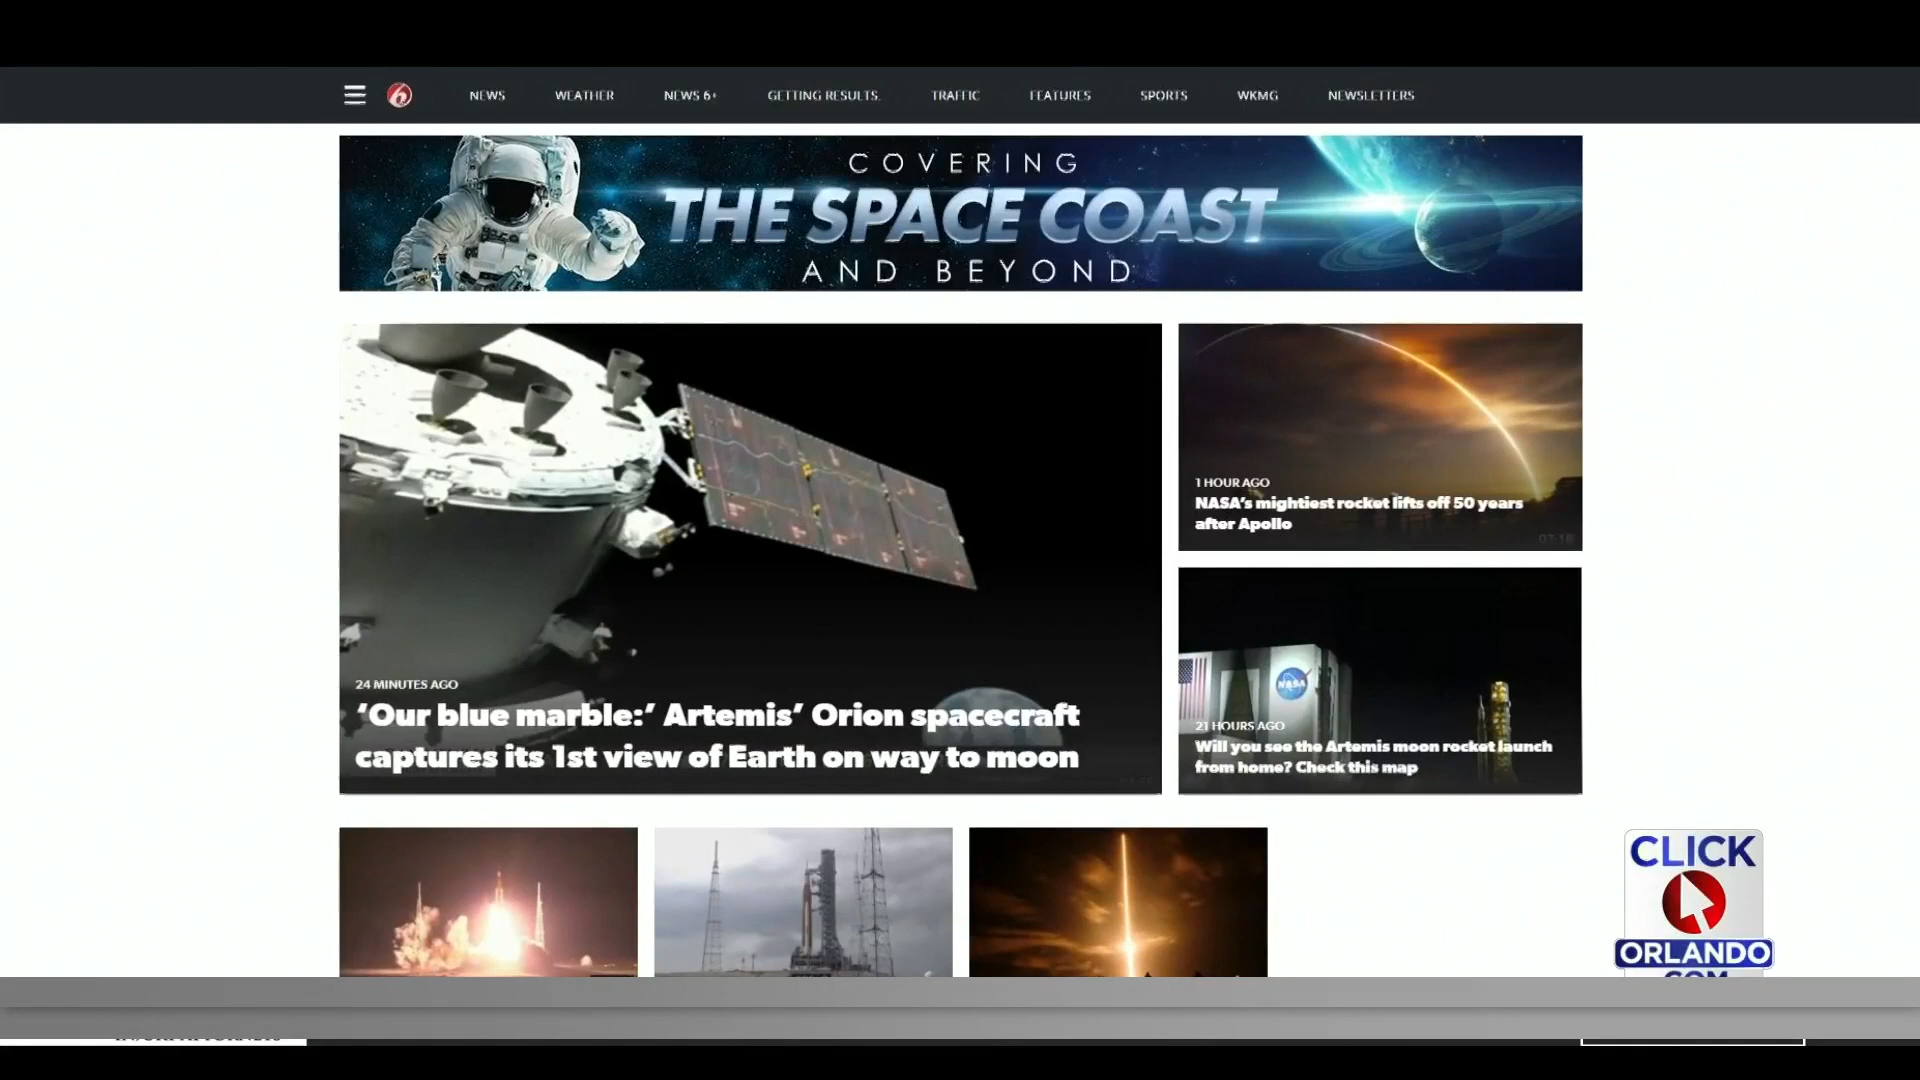 NEWS WEATHER NEWS 6+ GETTING RESULTS. TRAFFIC FEATURES SPORTS WKMG NEWSLETTERS
COVERING
THE SPACE COAST
AND BEYOND
1 HOUR AGO
NASA's mightiest rocket lifts off 50 years
after Apollo
24 MINUTES AGO
‘Our blue marble:’ Artemis’ Orion spacecraft
captures its 1st view of Earth on way to moon
NASA
21 HOURS AGO
Will you see the Artemis moon rocket launch
from home? Check this map
CLICK
ORLANDO
.COM